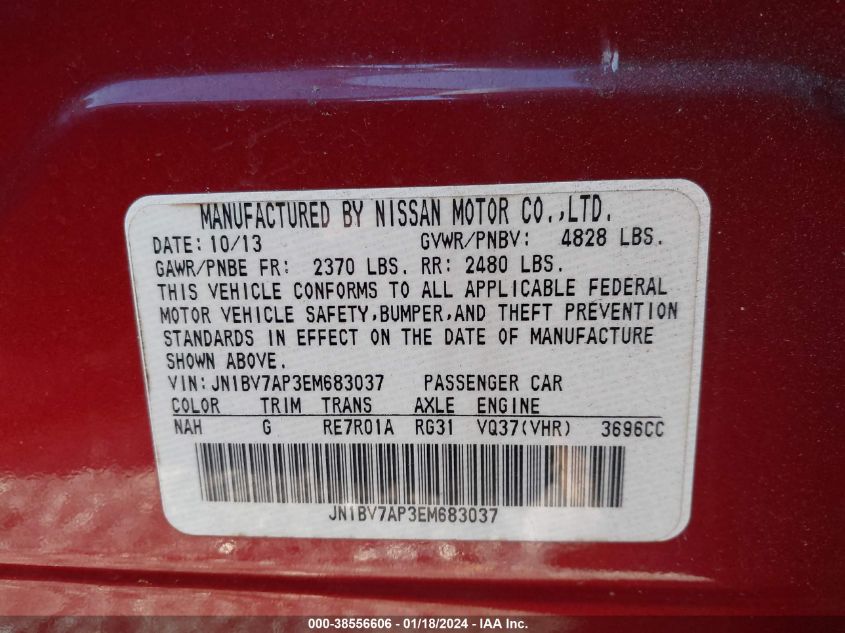 MANUFACTURED BY NISSAN MOTOR CO.,LTD.
DATE: 10/13 GVWR/PNBV: 4828 LBS.
GAWR/PNBE FR: 2370 LBS. RR: 2480 LBS.
THIS VEHICLE CONFORMS TO ALL APPLICABLE FEDERAL
MOTOR VEHICLE SAFETY,BUMPER,AND THEFT PREVENTION
STANDARDS IN EFFECT ON THE DATE OF MANUFACTURE
SHOWN ABOVE.
VIN:JN1BV7AP3EM683037 PASSENGER CAR
COLOR TRIM TRANS AXLE ENGINE
NAH G RE7R01A RG31 VQ37(VHR) 3696CC
JN1BV7AP3EM683037
000-38556606 - 01/18/2024 - IAA Inc.